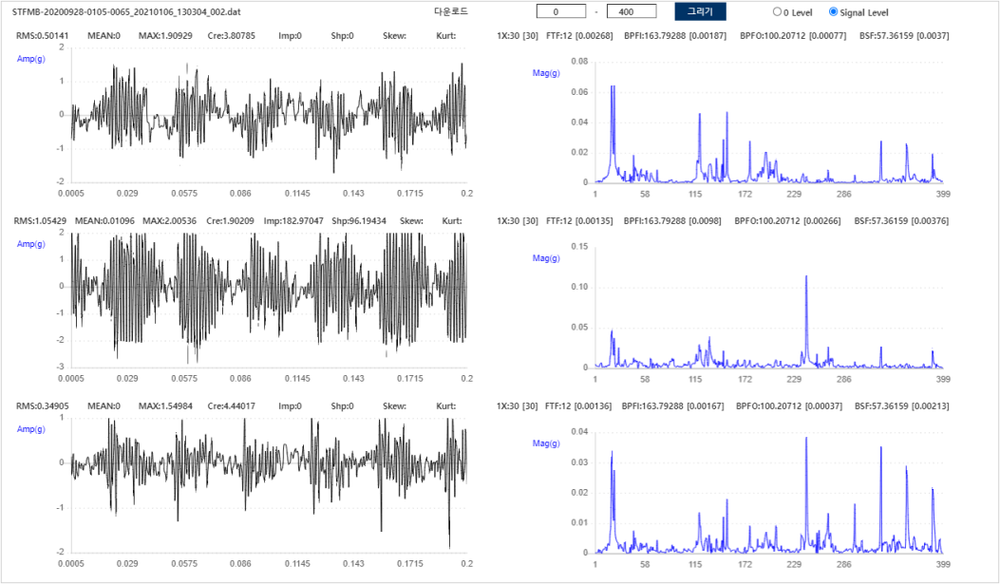 STFMB-20200928-0105-0065_20210106_130304_002.dat 다운로드 0 - 400 그리기 0 Level Signal Level
RMS:0.50141 MEAN:0 MAX:1.90929 Cre:3.80785 Imp:0 Shp:0 Skew: Kurt:
Amp(g)
2
1
0
-1
-2
0.0005 0.029 0.0575 0.086 0.1145 0.143 0.1715 0.2
1X:30 [30] FTF:12 [0.00268] BPFI:163.79288 [0.00187] BPFO:100.20712 [0.00077] BSF:57.36159 [0.0037]
Mag(g)
0.08
0.06
0.04
0.02
0
1 58 115 172 229 286 399
RMS:1.05429 MEAN:0.01096 MAX:2.00536 Cre:1.90209 Imp:182.97047 Shp:96.19434 Skew: Kurt:
Amp(g)
2
1
0
-1
-2
-3
0.0005 0.029 0.0575 0.086 0.1145 0.143 0.1715 0.2
1X:30 [30] FTF:12 [0.00135] BPFI:163.79288 [0.0098] BPFO:100.20712 [0.00266] BSF:57.36159 [0.00376]
Mag(g)
0.15
0.10
0.05
0
1 58 115 172 229 286 399
RMS:0.34905 MEAN:0 MAX:1.54984 Cre:4.44017 Imp:0 Shp:0 Skew: Kurt:
Amp(g)
1
0
-1
-2
0.0005 0.029 0.0575 0.086 0.1145 0.143 0.1715 0.2
1X:30 [30] FTF:12 [0.00136] BPFI:163.79288 [0.00167] BPFO:100.20712 [0.00037] BSF:57.36159 [0.00213]
Mag(g)
0.04
0.03
0.02
0.01
0
1 58 115 172 229 286 399